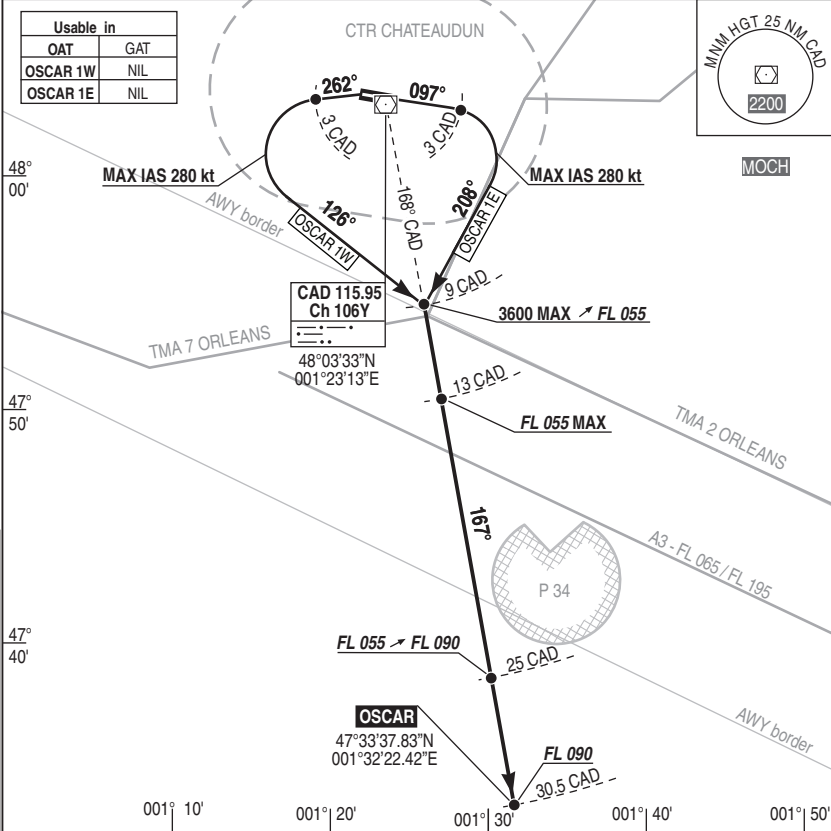 Usable in
OAT GAT
OSCAR 1W NIL
OSCAR 1E NIL
CTR CHATEAUDUN
MNM HGT 25 NM CAD
2200
MOCH
262°
097°
3 CAD
3 CAD
48°
00'
MAX IAS 280 kt
MAX IAS 280 kt
AWY border
126°
OSCAR 1W
168° CAD
208°
OSCAR 1E
9 CAD
CAD 115.95
Ch 106Y
48°03'33”N
001°23'13”E
3600 MAX ➚ FL 055
TMA 7 ORLEANS
13 CAD
47°
50'
FL 055 MAX
TMA 2 ORLEANS
167°
A3 - FL 065 / FL 195
P 34
47°
40'
FL 055 ➚ FL 090
25 CAD
OSCAR
47°33'37.83”N
001°32'22.42”E
AWY border
FL 090
30.5 CAD
001° 10'
001° 20'
001° 30'
001° 40'
001° 50'